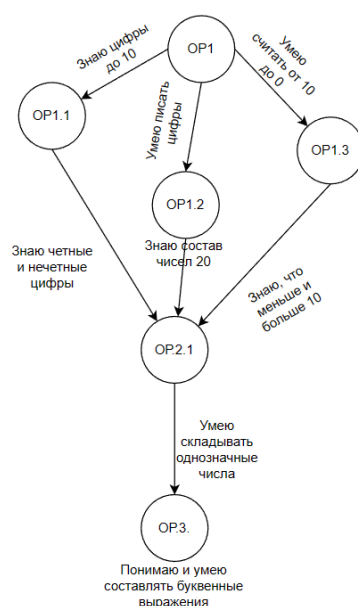 ОР1
Знаю цифры
до 10
Умею
считать от 10
до 0
Умею писать
цифры
ОР1.1
ОР1.2
ОР1.3
Знаю четные
и нечетные
цифры
Знаю состав
чисел 20
Знаю, что
меньше и
больше 10
ОР.2.1
Умею
складывать
однозначные
числа
ОР.3.
Понимаю и умею
составлять буквенные
выражения